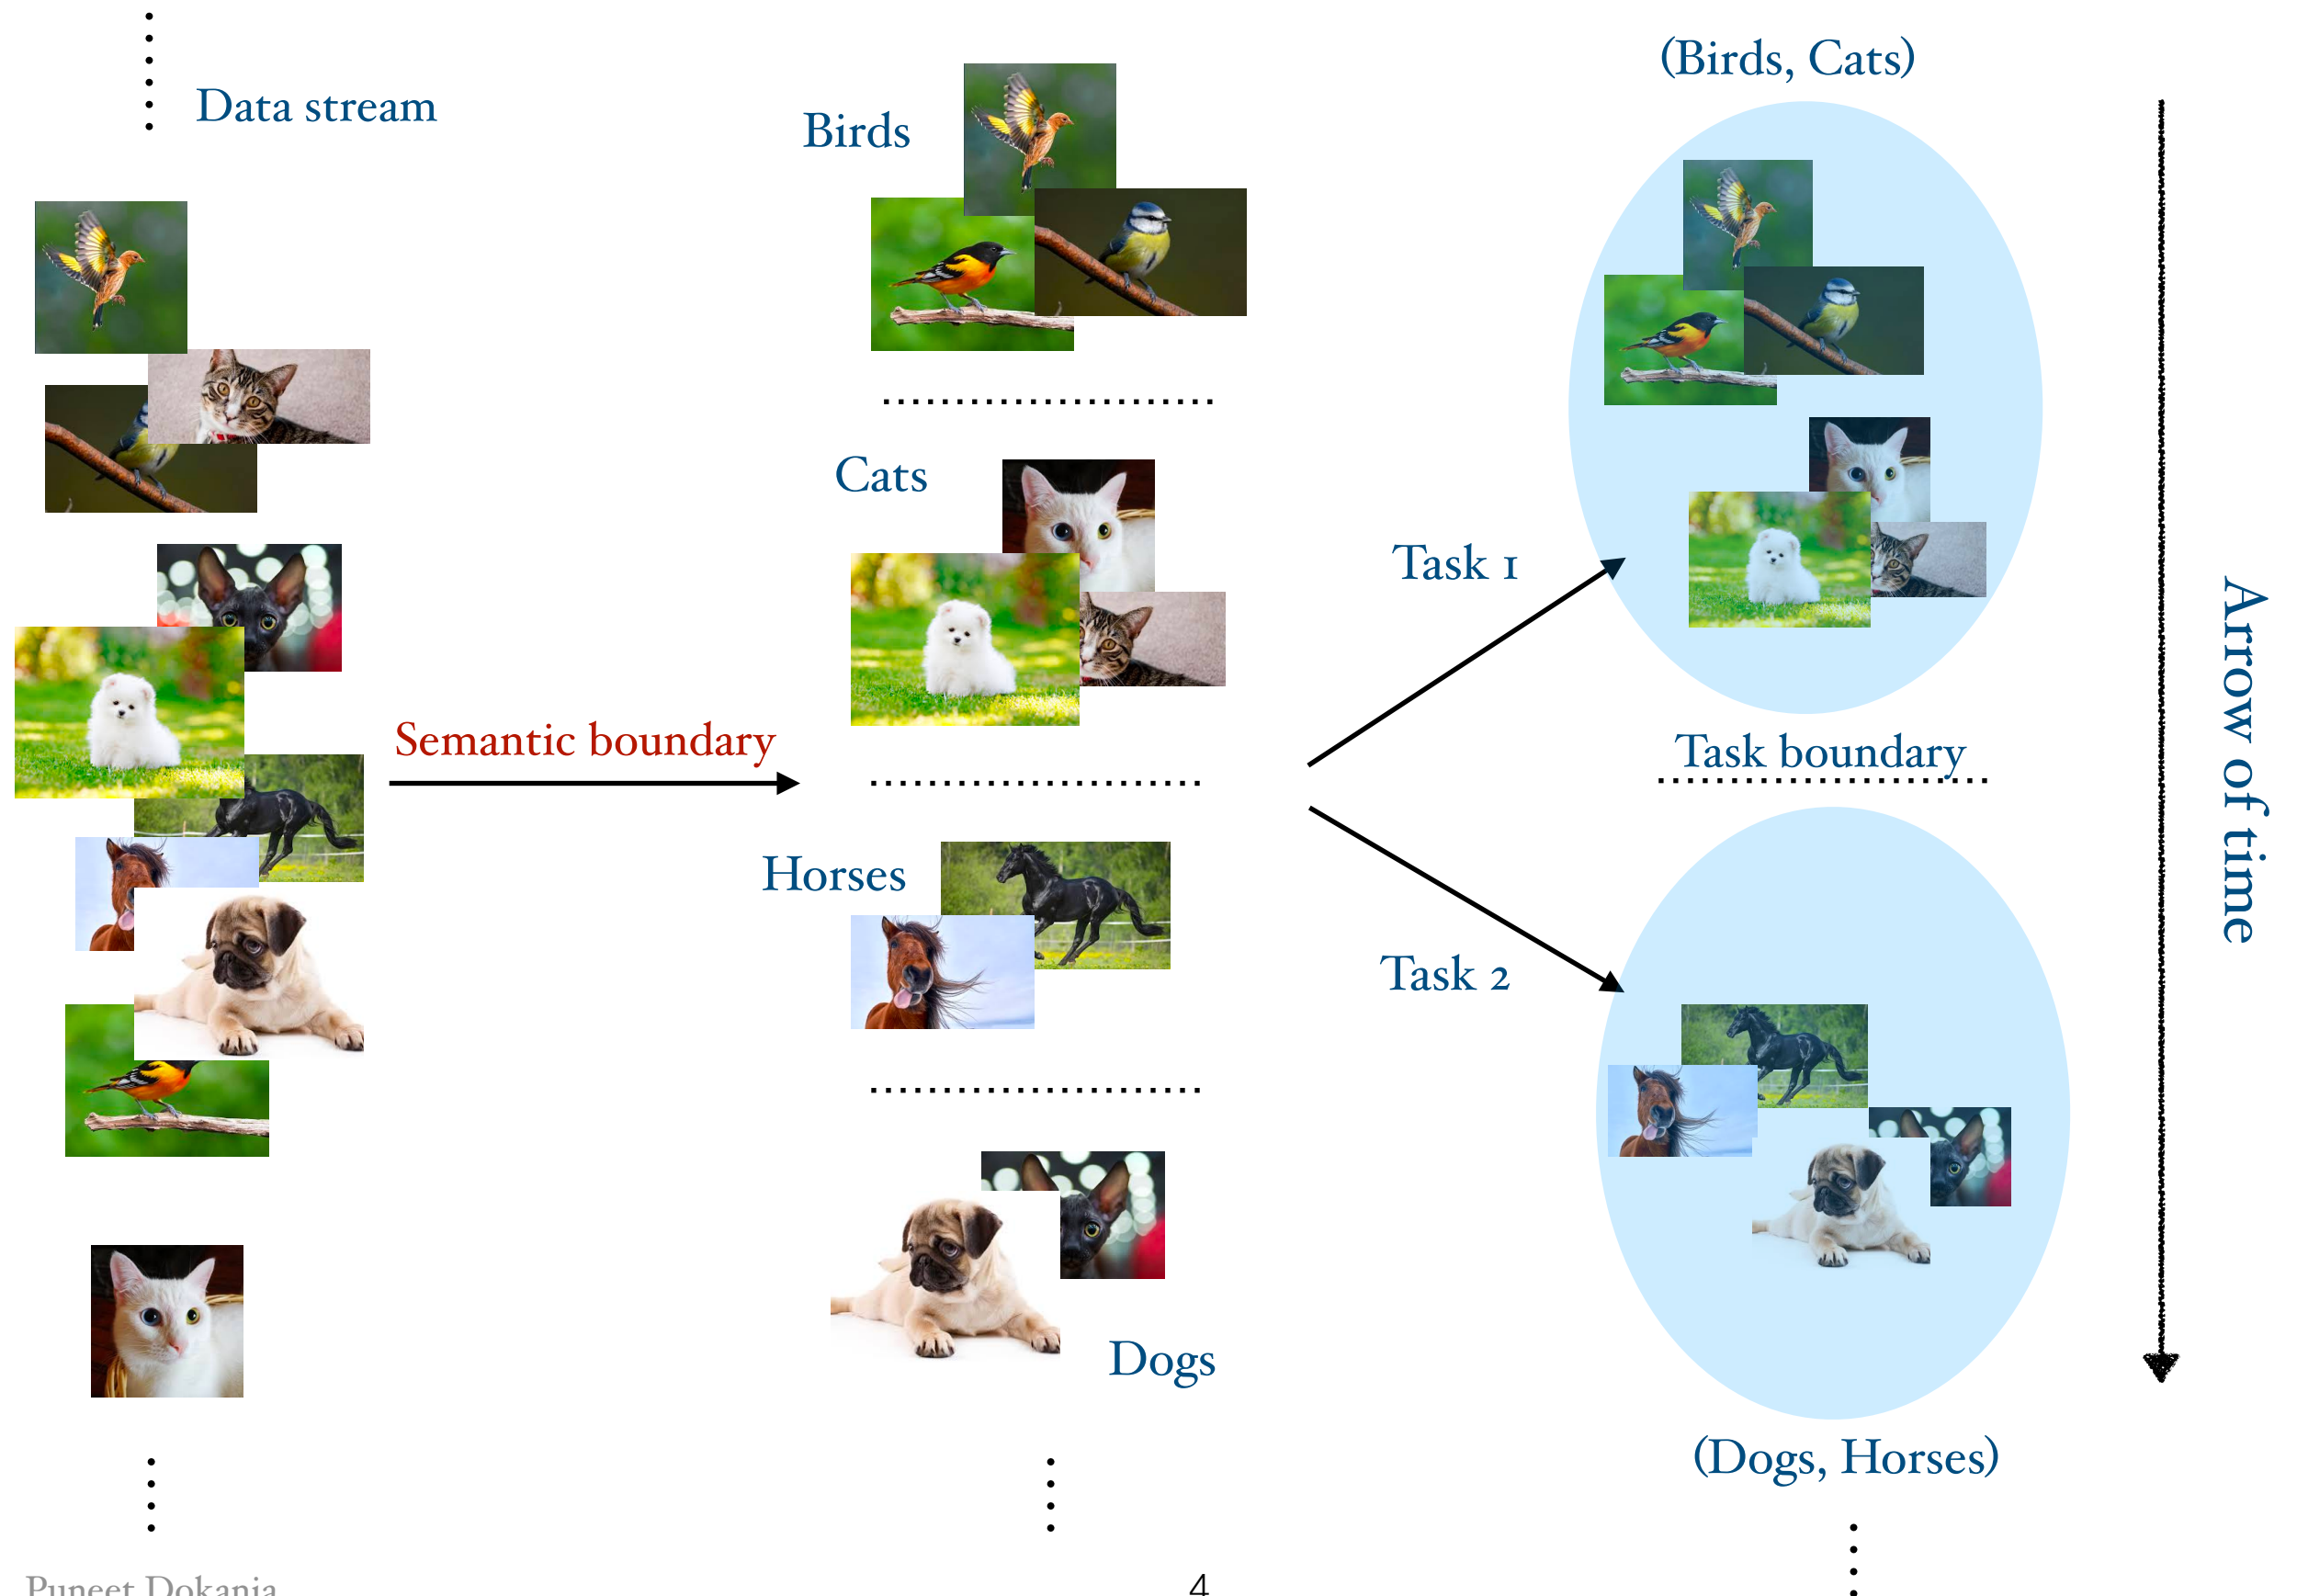 Data stream
Semantic boundary
Birds
Cats
Horses
Dogs
Task 1
Task 2
(Birds, Cats)
Task boundary
(Dogs, Horses)
Arrow of time
Puneet Dokania
4